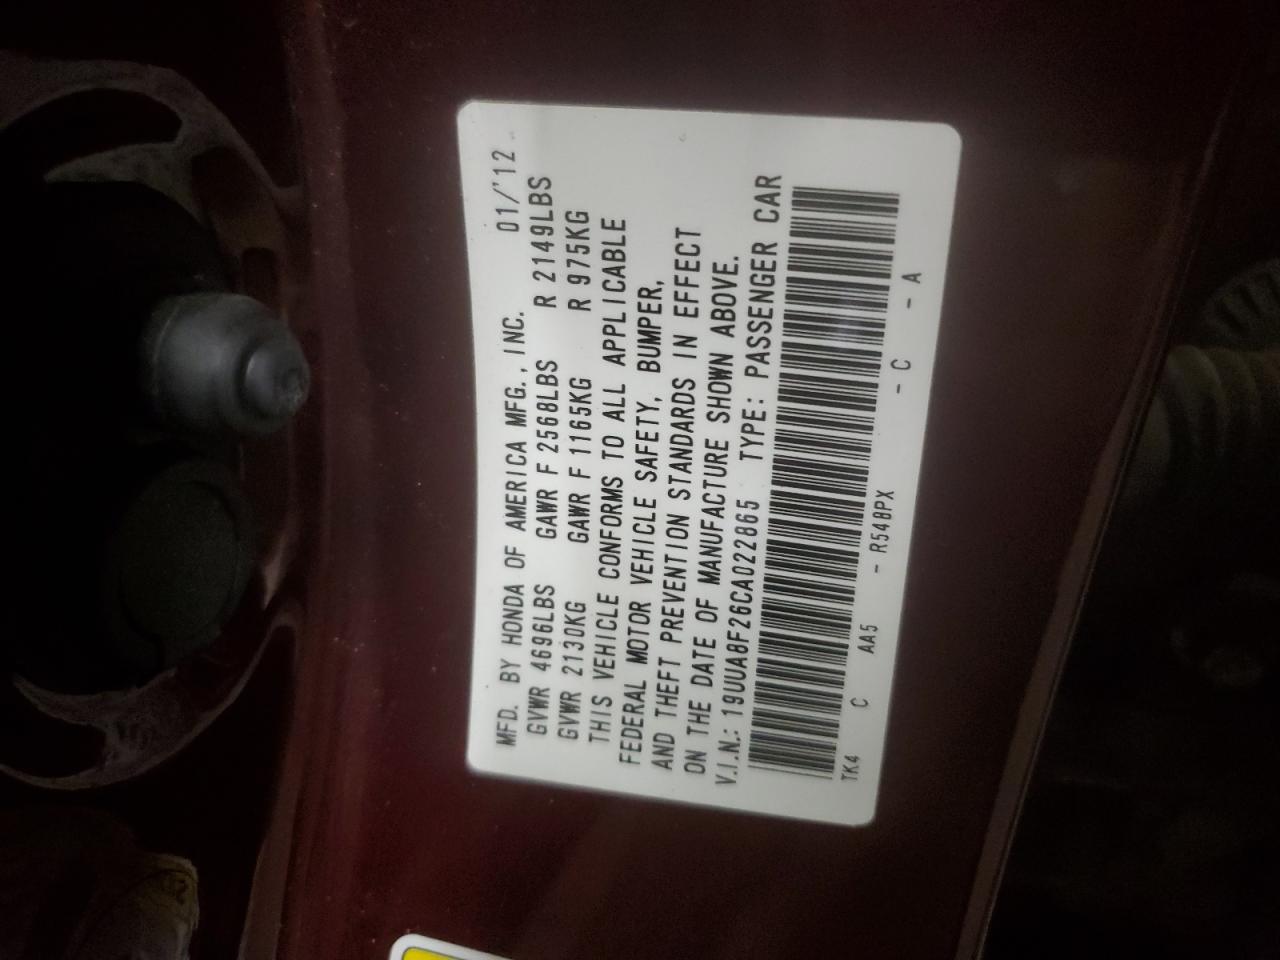 MFD. BY HONDA OF AMERICA MFG., INC. 01/'12
GVWR 4696LBS GAWR F 2568LBS R 2149LBS
GVWR 2130KG GAWR F 1165KG R 975KG
THIS VEHICLE CONFORMS TO ALL APPLICABLE
FEDERAL MOTOR VEHICLE SAFETY, BUMPER,
AND THEFT PREVENTION STANDARDS IN EFFECT
ON THE DATE OF MANUFACTURE SHOWN ABOVE.
V.I.N.: 19UUA8F26CA022865 TYPE: PASSENGER CAR
TK4 C AA5 - R548PX - C - A